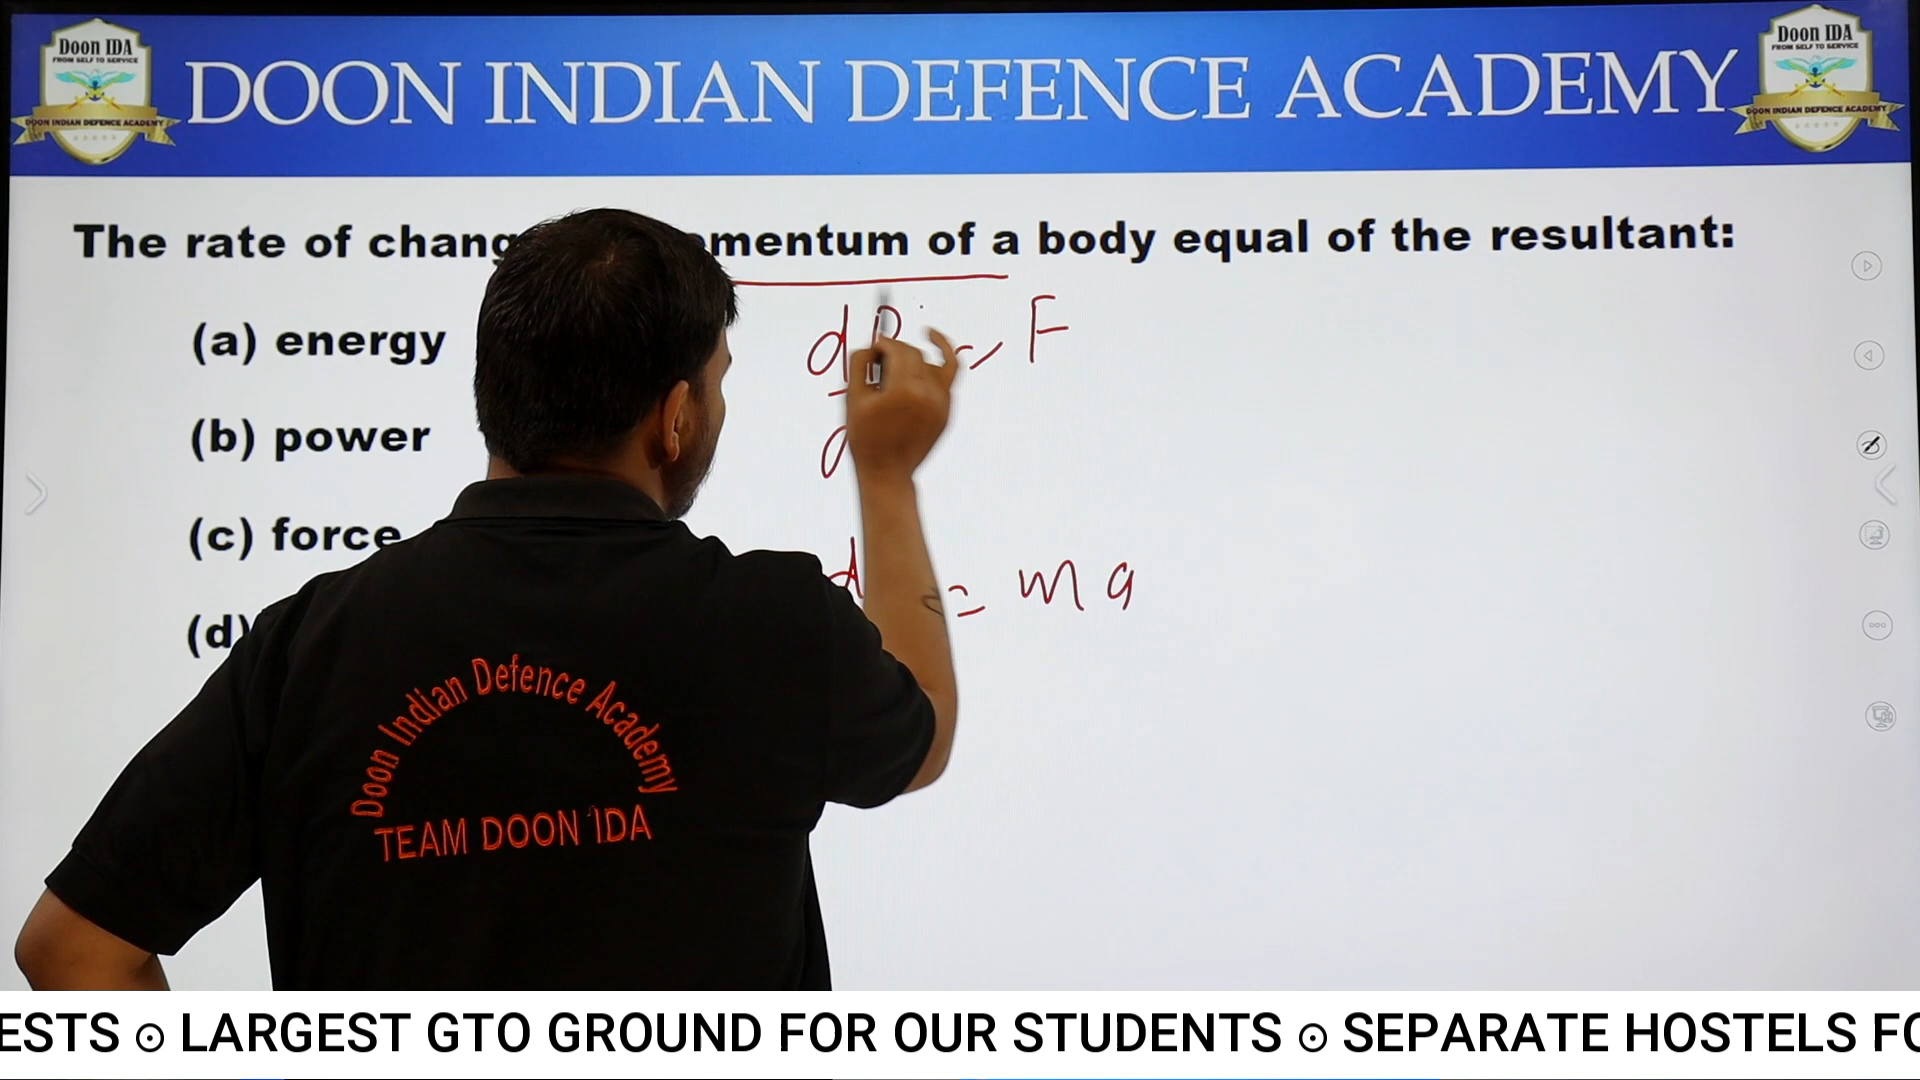 Doon IDA
FROM SELF TO SERVICE
DOON INDIAN DEFENCE ACADEMY
DOON INDIAN DEFENCE ACADEMY
Doon IDA
FROM SELF TO SERVICE
DOON INDIAN DEFENCE ACADEMY
The rate of chang mentum of a body equal of the resultant:
(a) energy
dP = F
(b) power
d
(c) force
d = ma
(d)
Doon Indian Defence Academy
TEAM DOON IDA
ESTS ⊙ LARGEST GTO GROUND FOR OUR STUDENTS ⊙ SEPARATE HOSTELS FO